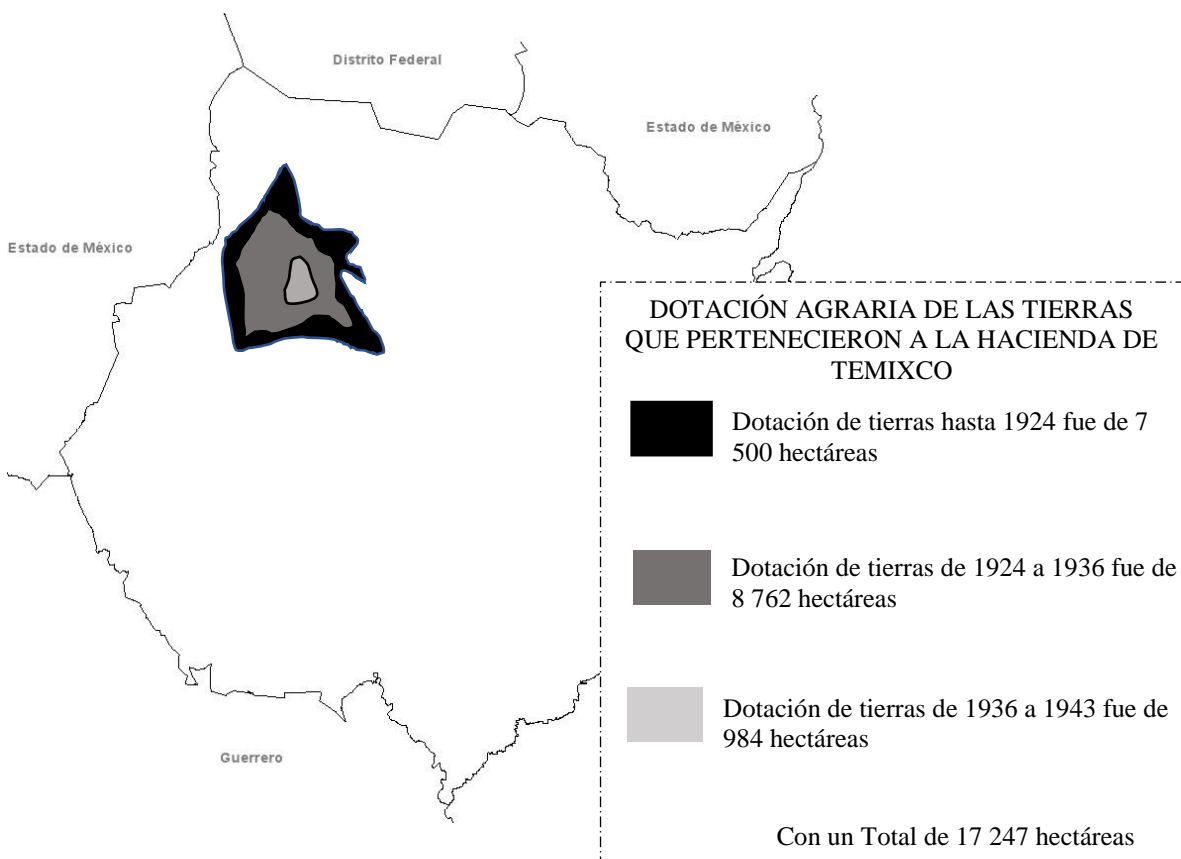 Distrito Federal
Estado de México
Estado de México
DOTACIÓN AGRARIA DE LAS TIERRAS
QUE PERTENECIERON A LA HACIENDA DE
TEMIXCO
Dotación de tierras hasta 1924 fue de 7
500 hectáreas
Dotación de tierras de 1924 a 1936 fue de
8 762 hectáreas
Dotación de tierras de 1936 a 1943 fue de
984 hectáreas
Guerrero
Con un Total de 17 247 hectáreas